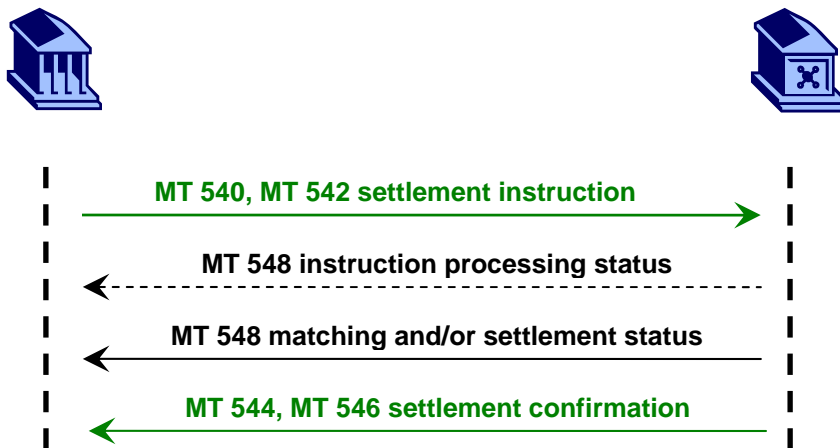 MT 540, MT 542 settlement instruction
MT 548 instruction processing status
MT 548 matching and/or settlement status
MT 544, MT 546 settlement confirmation